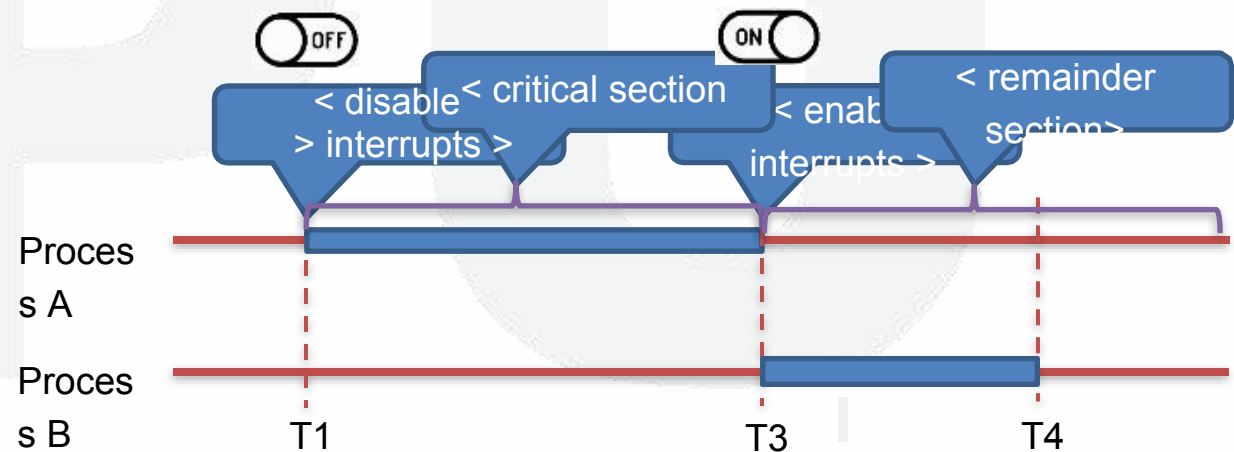 OFF
ON
< disable
> interrupts >
< critical section
< enab
interrupts >
< remainder
section>
Proces
s A
Proces
s B
T1
T3
T4